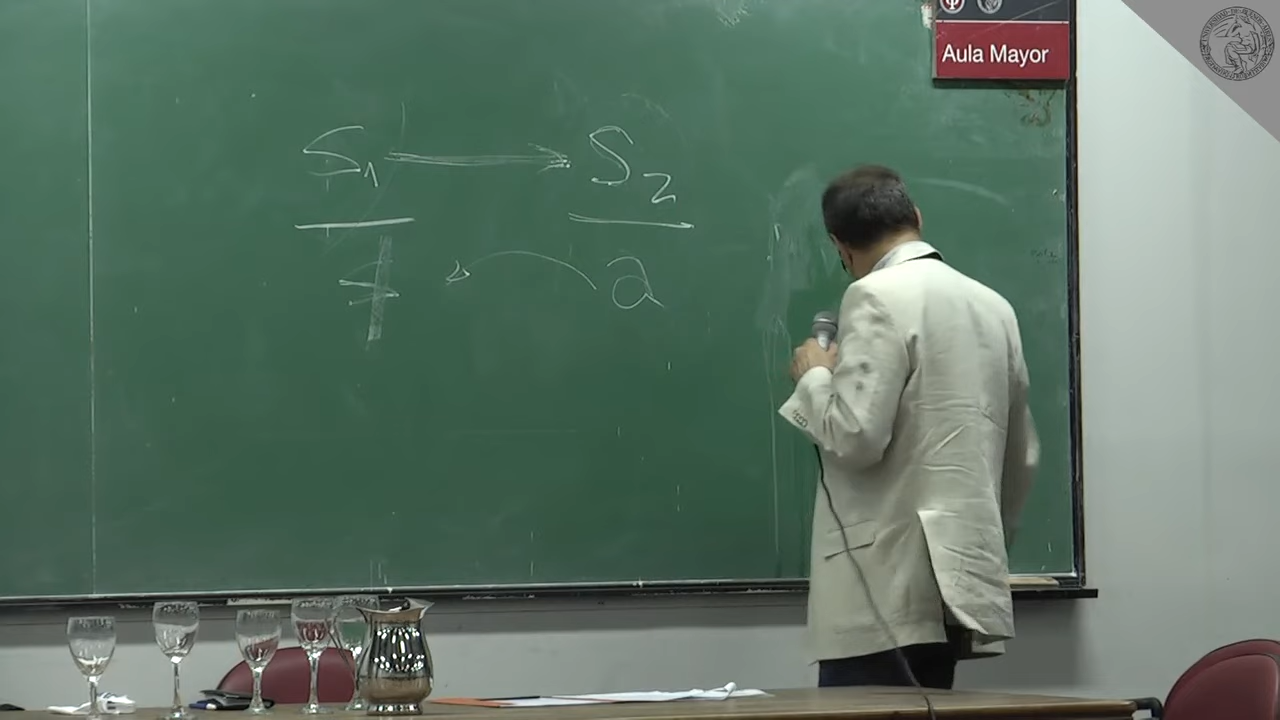 Aula Mayor
S₁ → S₂
a